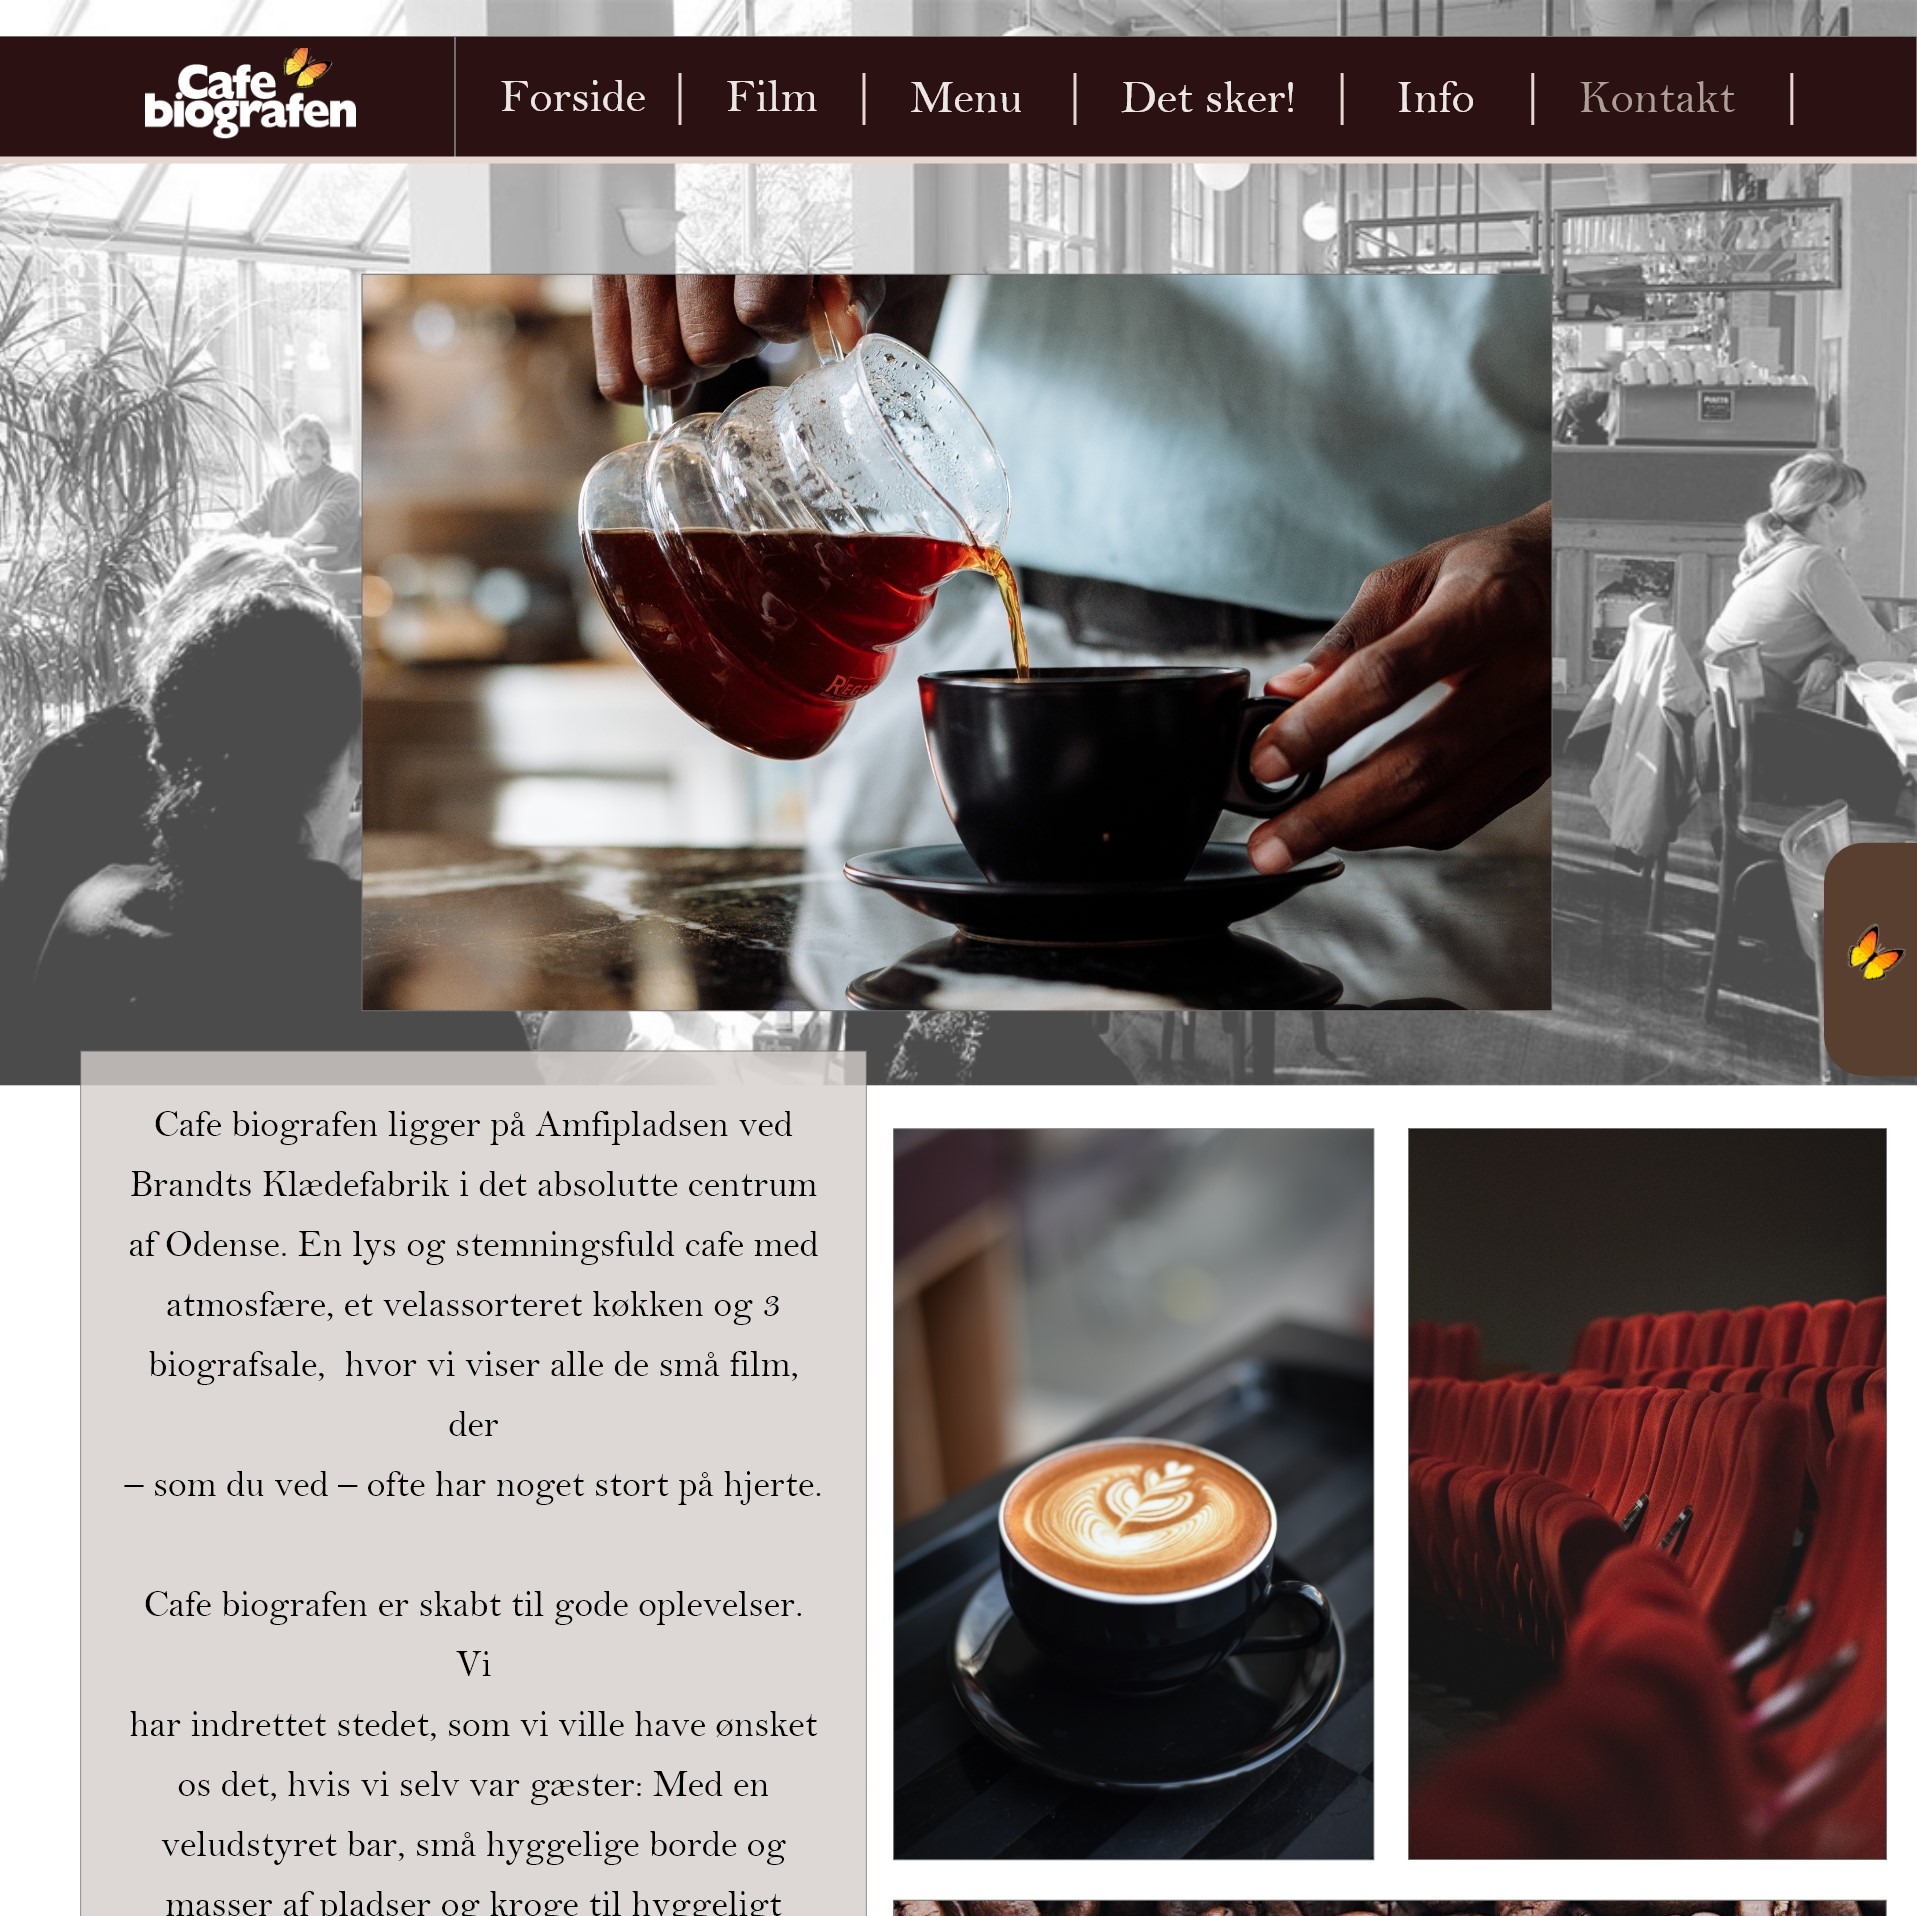 Cafe
biografen
Forside
Film
Menu
Det sker!
Info
Kontakt
Cafe biografen ligger på Amfipladsen ved
Brandts Klædefabrik i det absolutte centrum
af Odense. En lys og stemningsfuld cafe med
atmosfære, et velassorteret køkken og 3
biografsale,  hvor vi viser alle de små film,
der
– som du ved – ofte har noget stort på hjerte.
Cafe biografen er skabt til gode oplevelser.
Vi
har indrettet stedet, som vi ville have ønsket
os det, hvis vi selv var gæster: Med en
veludstyret bar, små hyggelige borde og
masser af pladser og kroge til hyggeligt